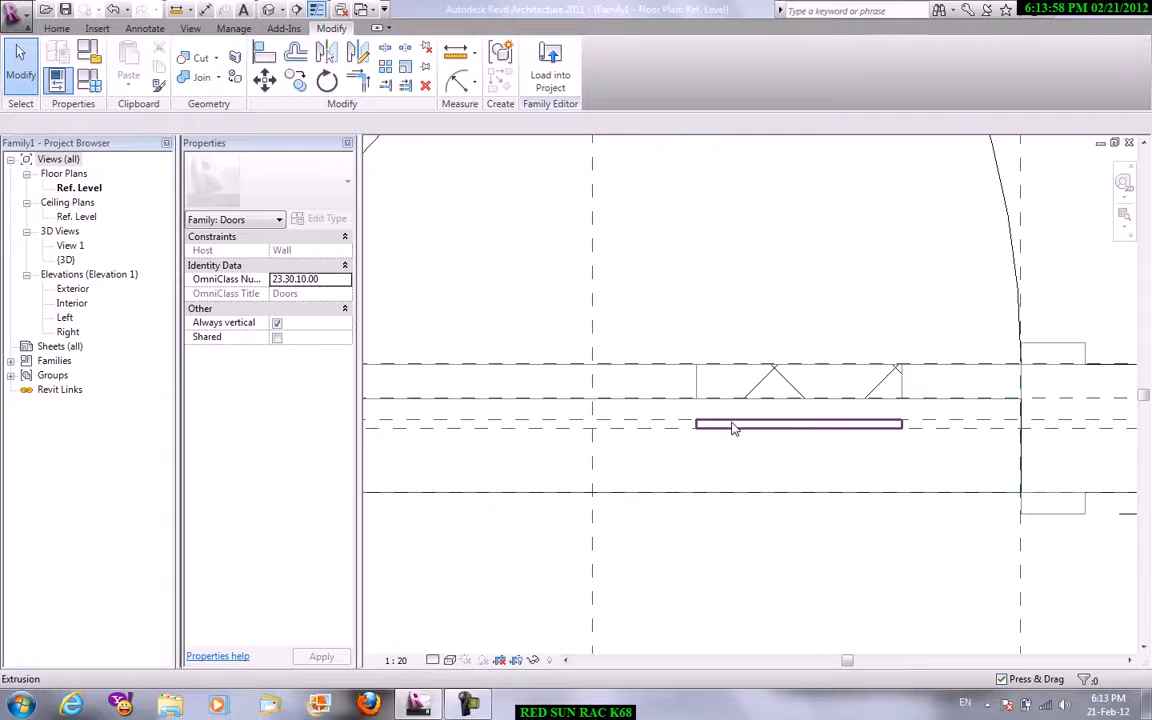 Autodesk Revit Architecture 2011 - [Family1 - Floor Plan: Ref. Level]
Type a keyword or phrase
6:13:58 PM 02/21/2012
Home Insert Annotate View Manage Add-Ins Modify
Modify
Paste
Cut
Join
Load into
Project
Select Properties Clipboard Geometry Modify Measure Create Family Editor
Family1 - Project Browser
Views (all)
Floor Plans
Ref. Level
Ceiling Plans
Ref. Level
3D Views
View 1
{3D}
Elevations (Elevation 1)
Exterior
Interior
Left
Right
Sheets (all)
Families
Groups
Revit Links
Properties
Family: Doors
Edit Type
Constraints
Host Wall
Identity Data
OmniClass Nu... 23.30.10.00
OmniClass Title Doors
Other
Always vertical
Shared
Properties help
Apply
1 : 20
Extrusion
Press & Drag
:0
EN
6:13 PM
21-Feb-12
RED SUN RAC K68